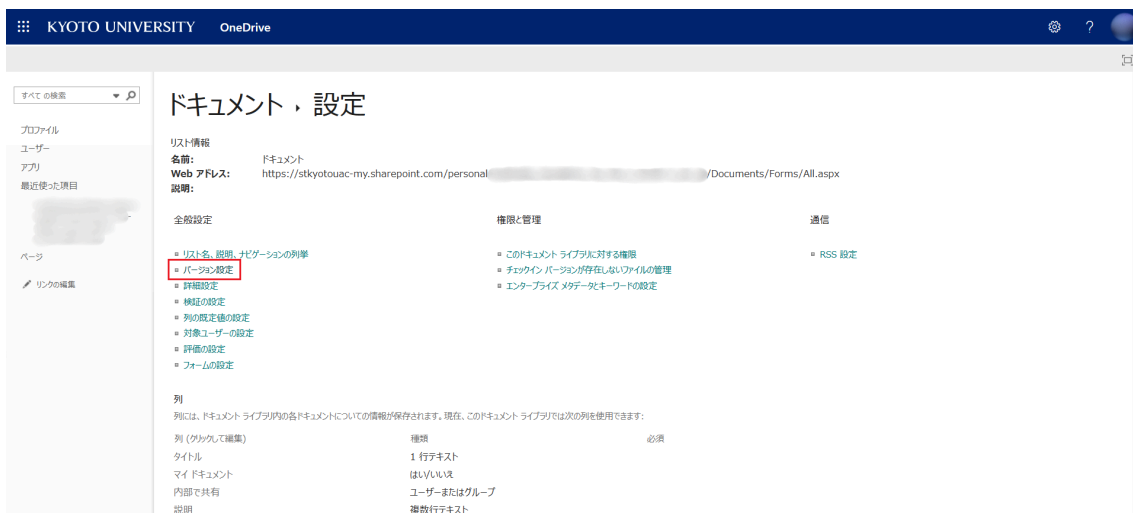 KYOTO UNIVERSITY OneDrive ?
すべて の検索
プロファイル
ユーザー
アプリ
最近使った項目
ページ
リンクの編集
ドキュメント › 設定
リスト情報
名前: ドキュメント
Web アドレス: https://stkyotouac-my.sharepoint.com/personal /Documents/Forms/All.aspx
説明:
全般設定 権限と管理 通信
リスト名、説明、ナビゲーションの列挙 このドキュメント ライブラリに対する権限 RSS 設定
バージョン設定 チェックイン バージョンが存在しないファイルの管理
詳細設定 エンタープライズ メタデータとキーワードの設定
検証の設定
列の既定値の設定
対象ユーザーの設定
評価の設定
フォームの設定
列
列には、ドキュメント ライブラリ内の各ドキュメントについての情報が保存されます。現在、このドキュメント ライブラリでは次の列を使用できます:
列 (クリックして編集) 種類 必須
タイトル 1 行テキスト
マイ ドキュメント はい/いいえ
内部で共有 ユーザーまたはグループ
説明 複数行テキスト